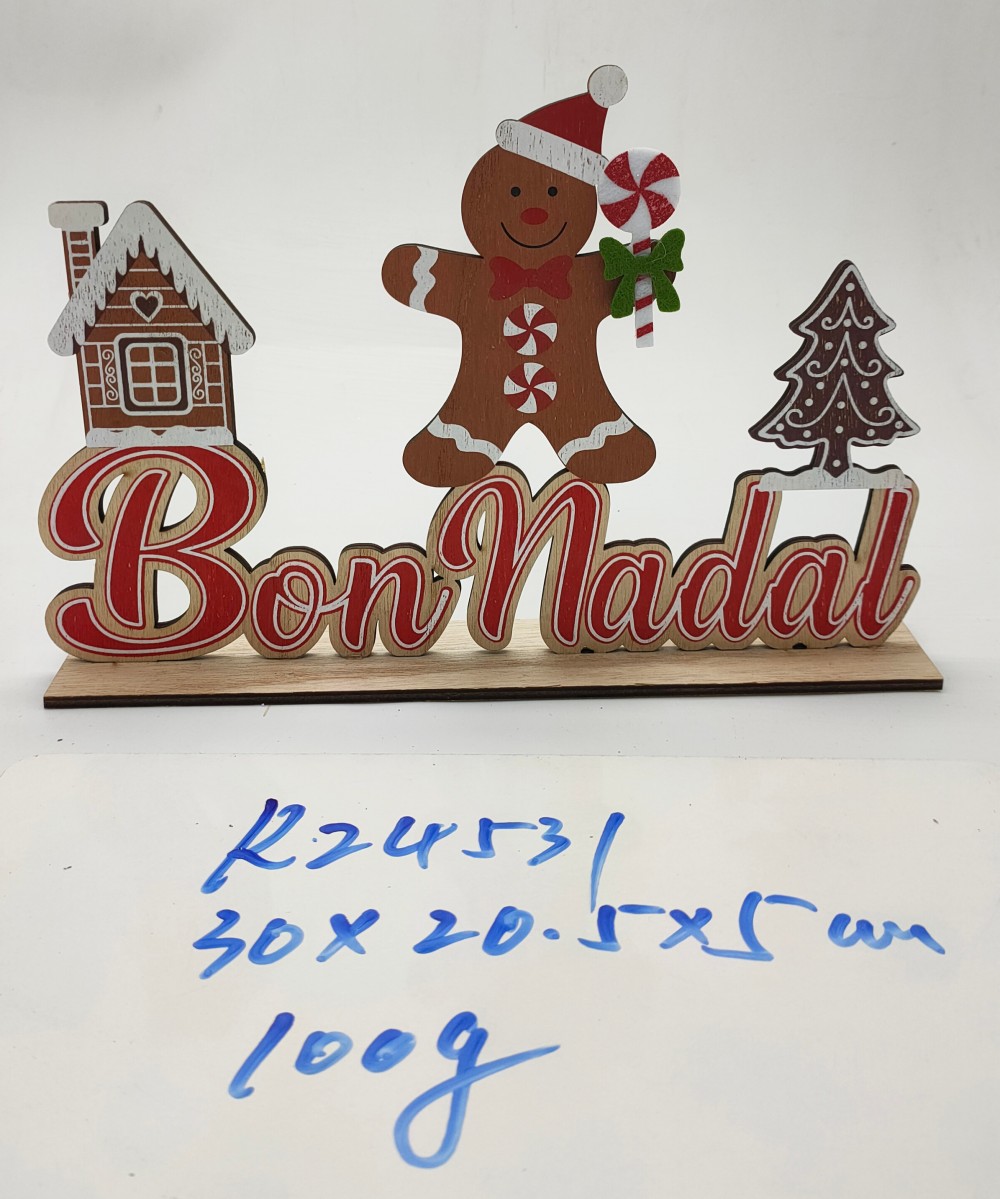 Bon Nadal
R24531
30x20.5x5cm
100g